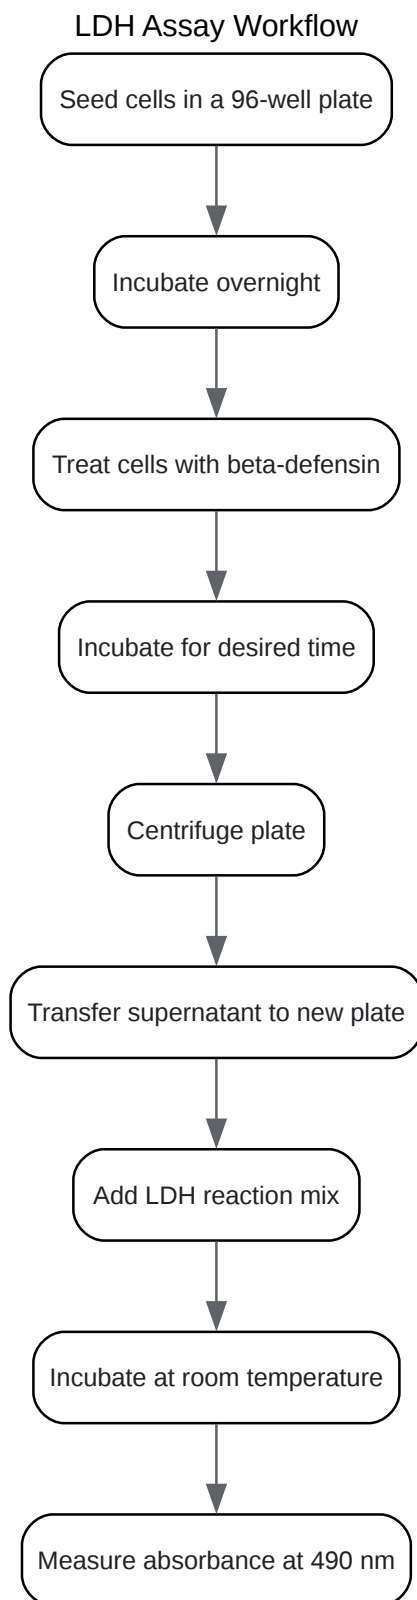 LDH Assay Workflow
Seed cells in a 96-well plate
Incubate overnight
Treat cells with beta-defensin
Incubate for desired time
Centrifuge plate
Transfer supernatant to new plate
Add LDH reaction mix
Incubate at room temperature
Measure absorbance at 490 nm